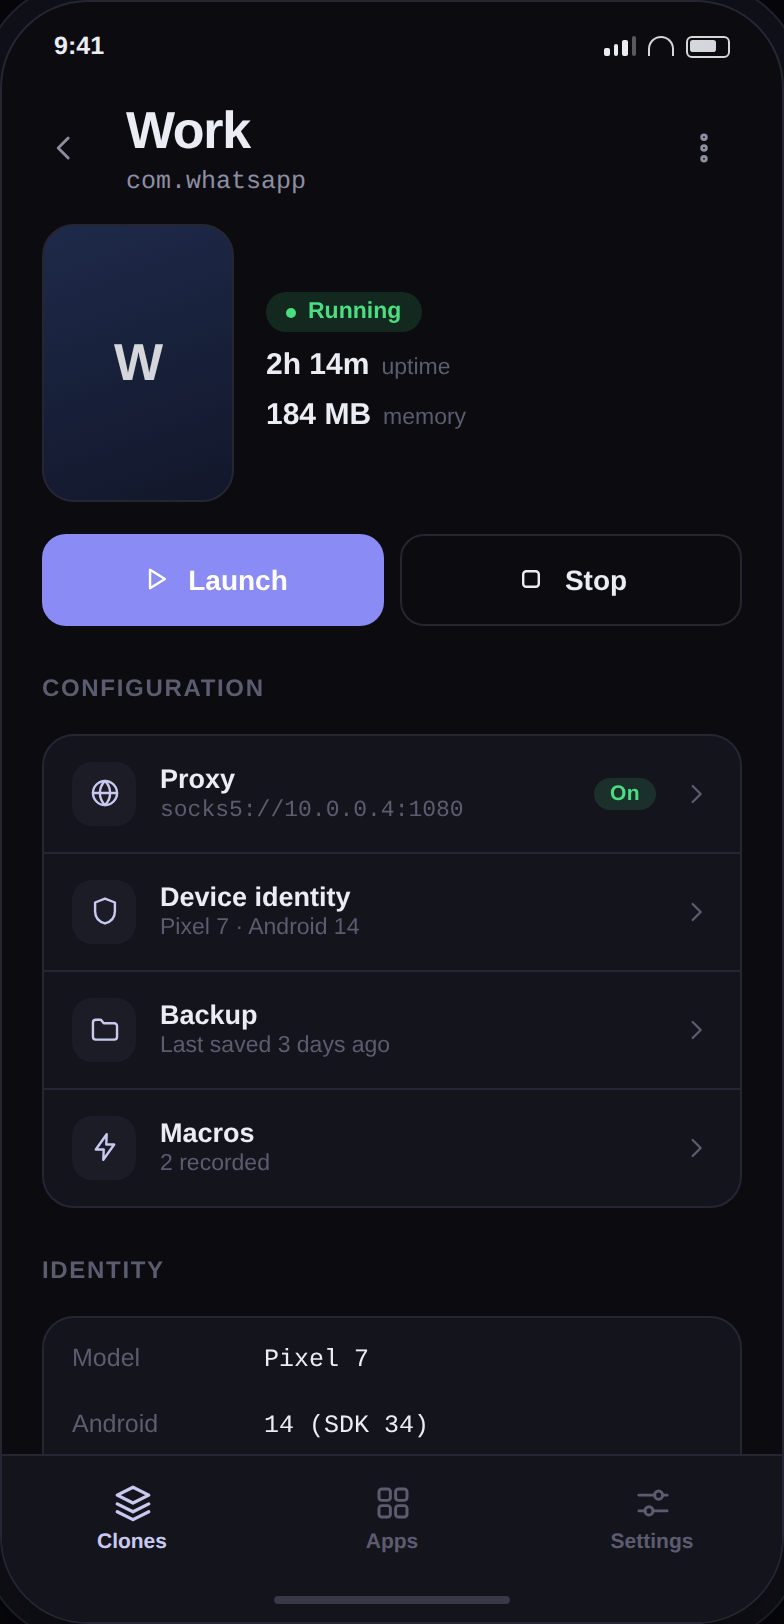 9:41
Work
com.whatsapp
W
Running
2h 14m uptime
184 MB memory
Launch
Stop
CONFIGURATION
Proxy
socks5://10.0.0.4:1080
On
Device identity
Pixel 7 · Android 14
Backup
Last saved 3 days ago
Macros
2 recorded
IDENTITY
Model Pixel 7
Android 14 (SDK 34)
Clones Apps Settings